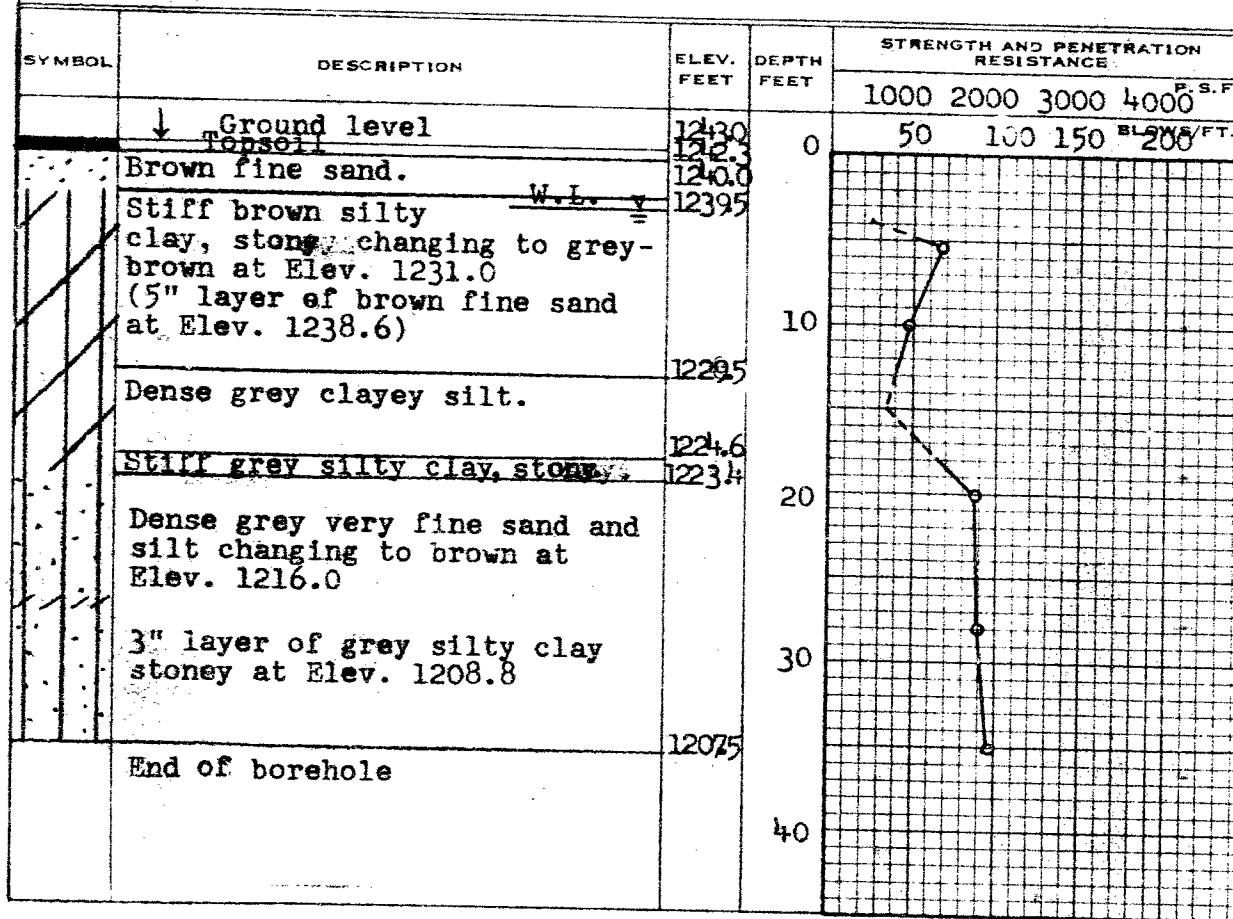 SYMBOL DESCRIPTION ELEV. FEET DEPTH FEET STRENGTH AND PENETRATION RESISTANCE
P.S.F
1000 2000 3000 4000
50 100 150 200 BLOWS/FT.
↓ Ground level 1243.0
Topsoil 1242.3
0
Brown fine sand. 1240.0
W.L. 1239.5
Stiff brown silty
clay, stoney changing to grey-
brown at Elev. 1231.0
(5" layer of brown fine sand
at Elev. 1238.6)
10
1229.5
Dense grey clayey silt.
1224.6
Stiff grey silty clay, stoney. 1223.4
20
Dense grey very fine sand and
silt changing to brown at
Elev. 1216.0
3" layer of grey silty clay
stoney at Elev. 1208.8
30
1207.5
End of borehole
40